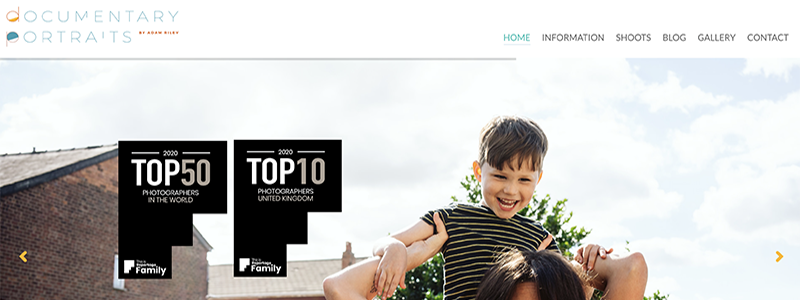 DOCUMENTARY
PORTRAITS BY ADAM RILEY
HOME INFORMATION SHOOTS BLOG GALLERY CONTACT
2020
TOP50
PHOTOGRAPHERS
IN THE WORLD
This is
Reportage
Family
2020
TOP10
PHOTOGRAPHERS
UNITED KINGDOM
This is
Reportage
Family